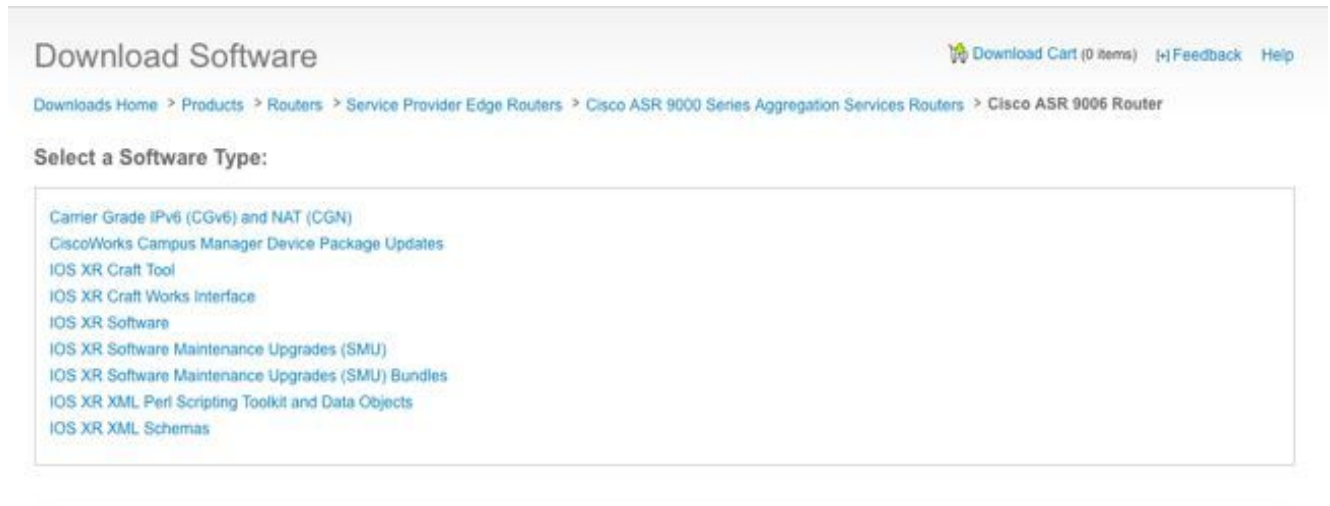 Download Software
Download Cart (0 items) [+] Feedback Help
Downloads Home > Products > Routers > Service Provider Edge Routers > Cisco ASR 9000 Series Aggregation Services Routers > Cisco ASR 9006 Router
Select a Software Type:
Carrier Grade IPv6 (CGv6) and NAT (CGN)
CiscoWorks Campus Manager Device Package Updates
IOS XR Craft Tool
IOS XR Craft Works Interface
IOS XR Software
IOS XR Software Maintenance Upgrades (SMU)
IOS XR Software Maintenance Upgrades (SMU) Bundles
IOS XR XML Perl Scripting Toolkit and Data Objects
IOS XR XML Schemas